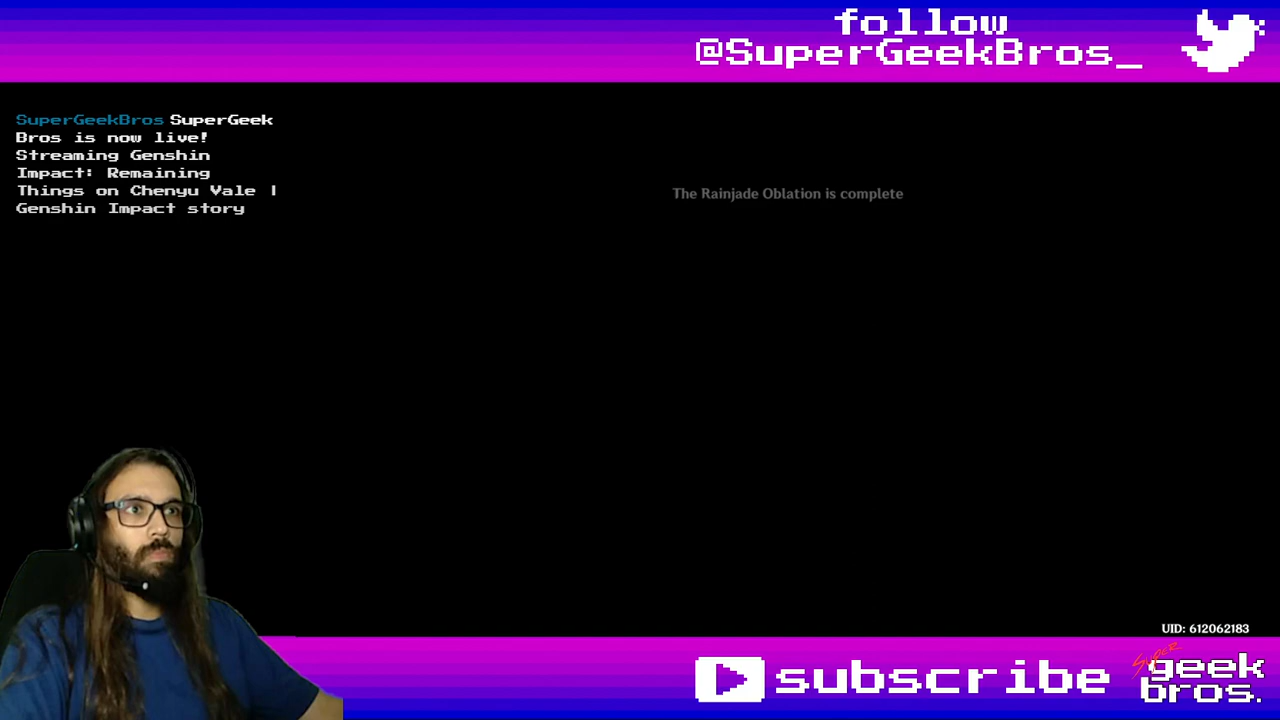 follow
@SuperGeekBros_
SuperGeekBros SuperGeek
Bros is now live!
Streaming Genshin
Impact: Remaining
Things on Chenyu Vale |
Genshin Impact story
The Rainjade Oblation is complete
UID: 612062183
subscribe
SUPER
geek
bros.